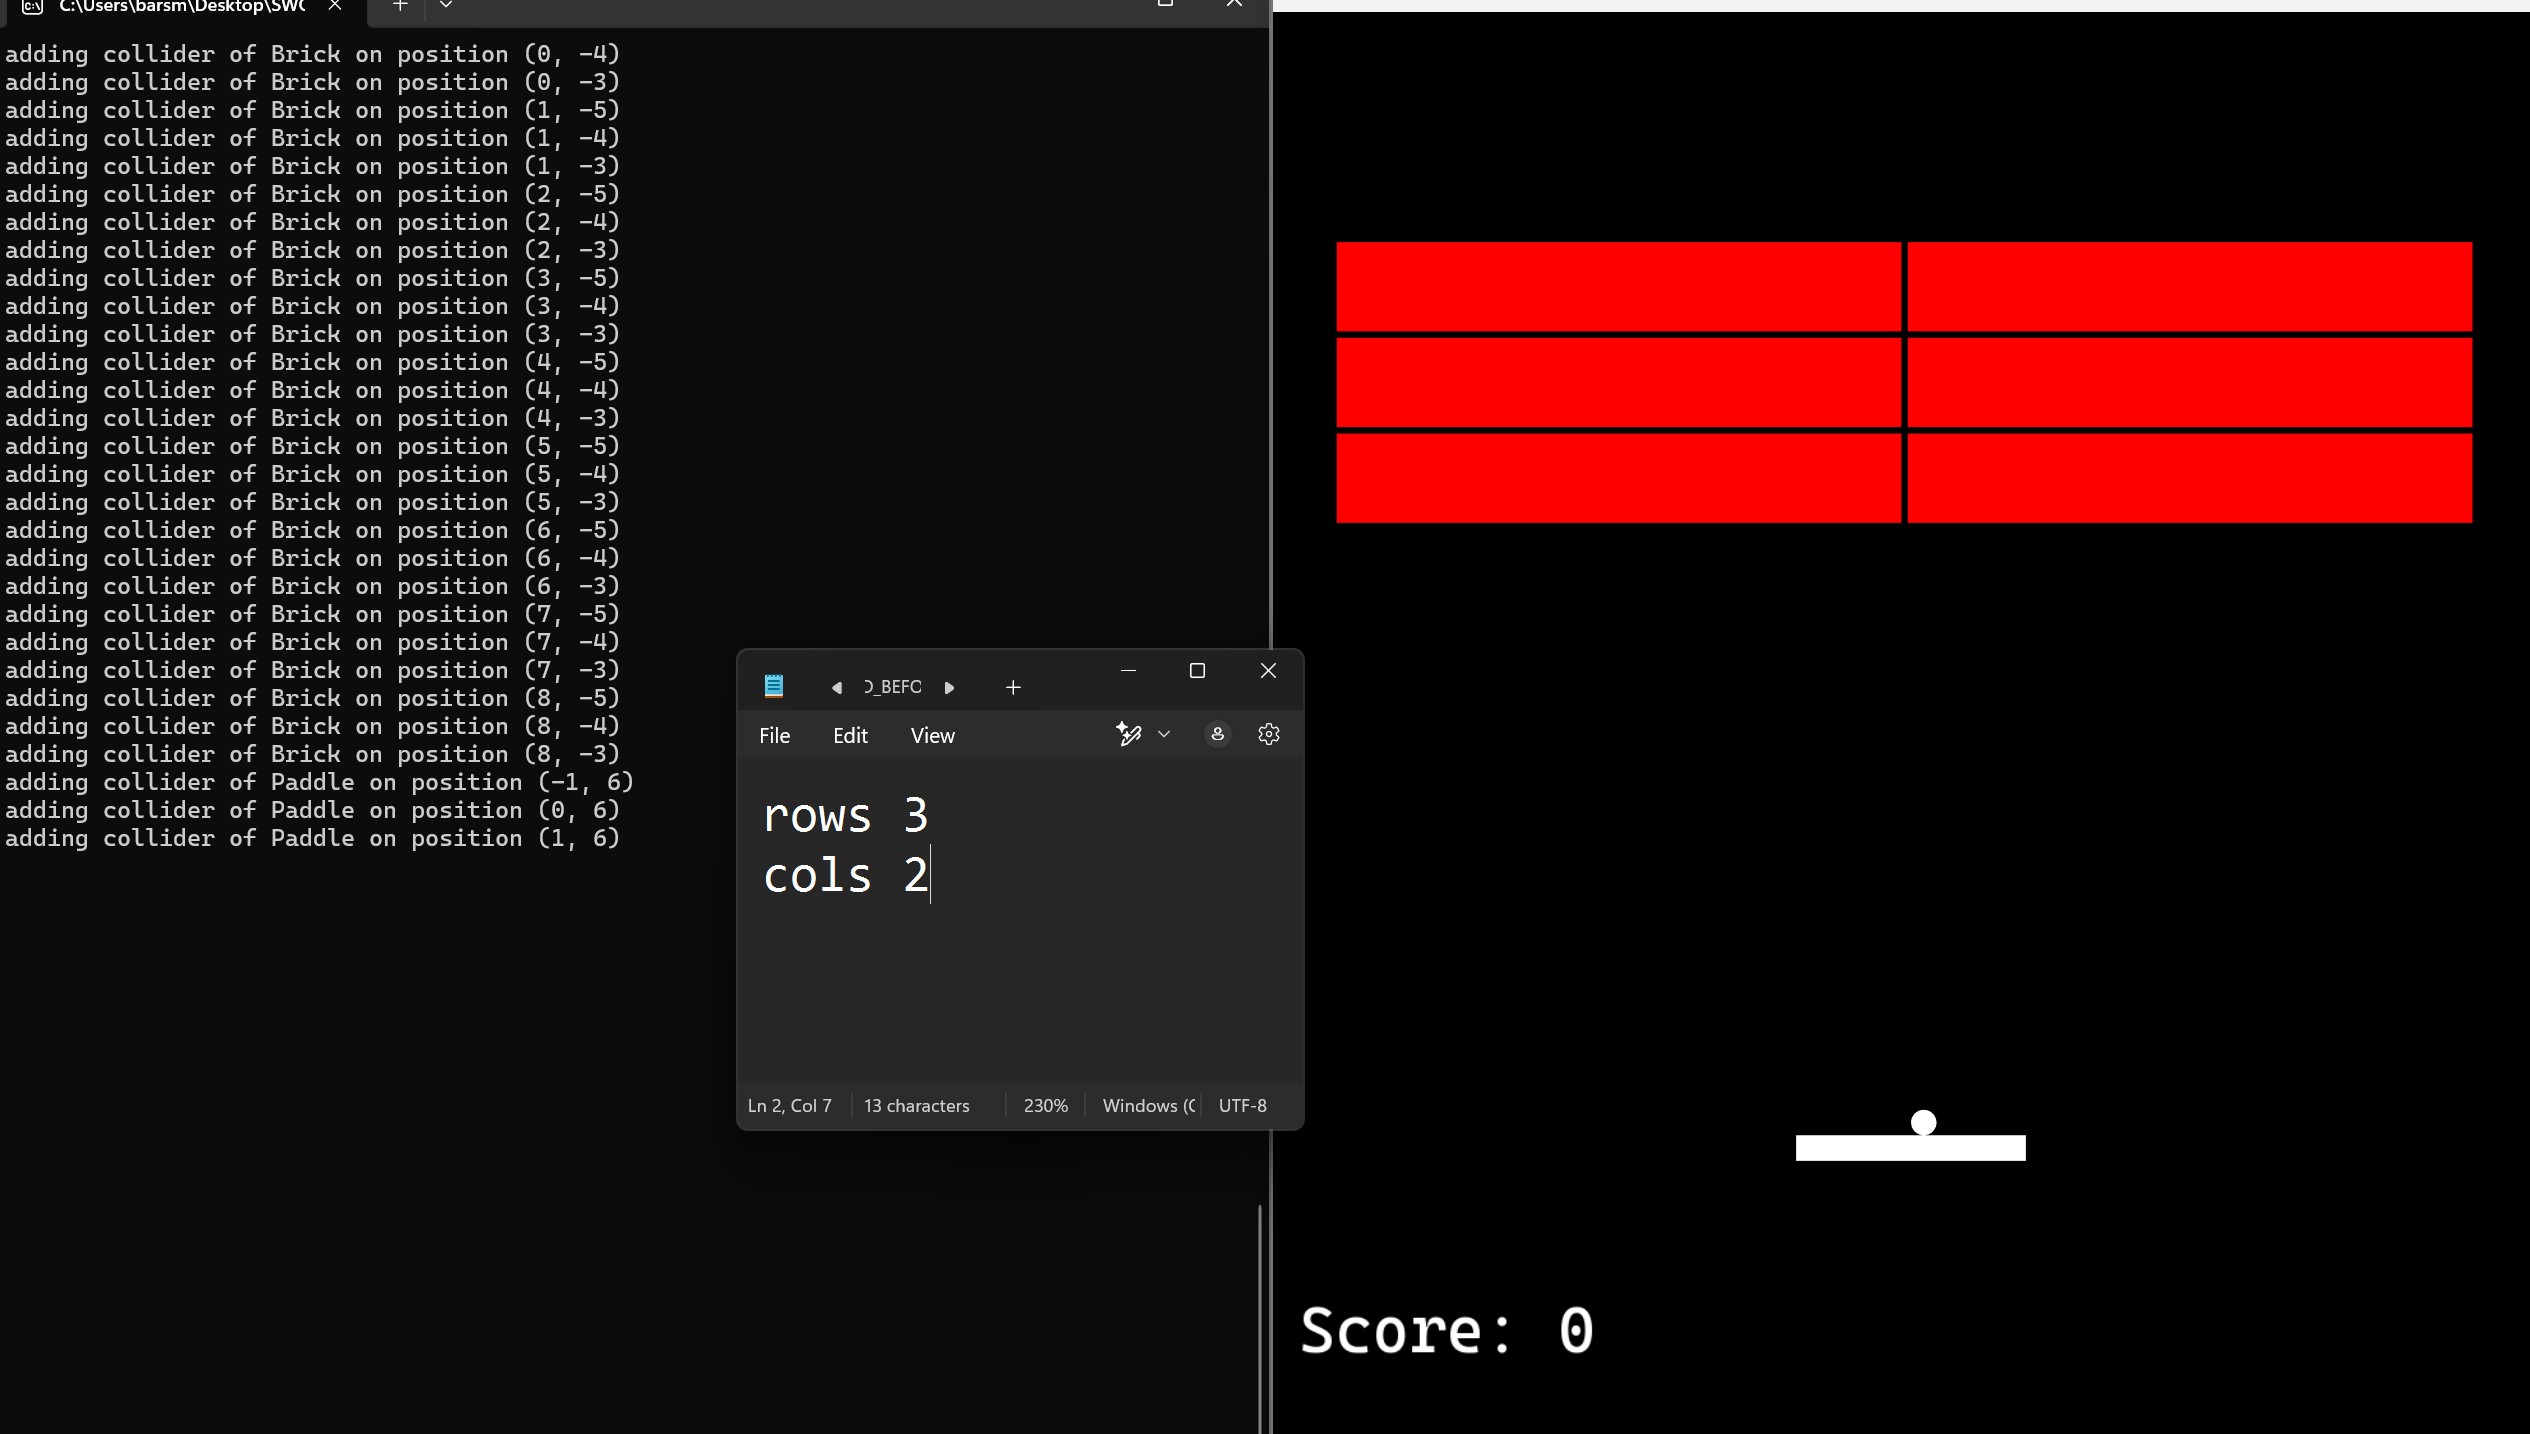 C:\Users\barsm\Desktop\SWC
adding collider of Brick on position (0, -4)
adding collider of Brick on position (0, -3)
adding collider of Brick on position (1, -5)
adding collider of Brick on position (1, -4)
adding collider of Brick on position (1, -3)
adding collider of Brick on position (2, -5)
adding collider of Brick on position (2, -4)
adding collider of Brick on position (2, -3)
adding collider of Brick on position (3, -5)
adding collider of Brick on position (3, -4)
adding collider of Brick on position (3, -3)
adding collider of Brick on position (4, -5)
adding collider of Brick on position (4, -4)
adding collider of Brick on position (4, -3)
adding collider of Brick on position (5, -5)
adding collider of Brick on position (5, -4)
adding collider of Brick on position (5, -3)
adding collider of Brick on position (6, -5)
adding collider of Brick on position (6, -4)
adding collider of Brick on position (6, -3)
adding collider of Brick on position (7, -5)
adding collider of Brick on position (7, -4)
adding collider of Brick on position (7, -3)
adding collider of Brick on position (8, -5)
adding collider of Brick on position (8, -4)
adding collider of Brick on position (8, -3)
adding collider of Paddle on position (-1, 6)
adding collider of Paddle on position (0, 6)
adding collider of Paddle on position (1, 6)
D_BEFO
File Edit View
rows 3
cols 2
Ln 2, Col 7 13 characters 230% Windows (C UTF-8
Score: 0